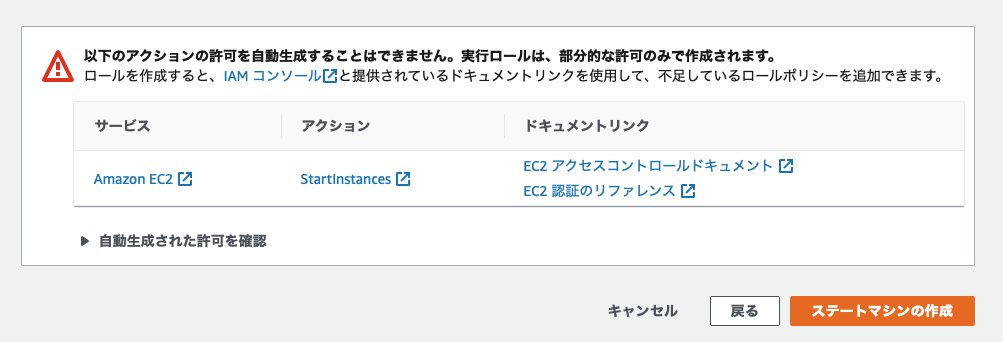 以下のアクションの許可を自動生成することはできません。実行ロールは、部分的な許可のみで作成されます。
ロールを作成すると、IAM コンソールと提供されているドキュメントリンクを使用して、不足しているロールポリシーを追加できます。
サービス アクション ドキュメントリンク
Amazon EC2 StartInstances EC2 アクセスコントロールドキュメント
EC2 認証のリファレンス
自動生成された許可を確認
キャンセル 戻る ステートマシンの作成